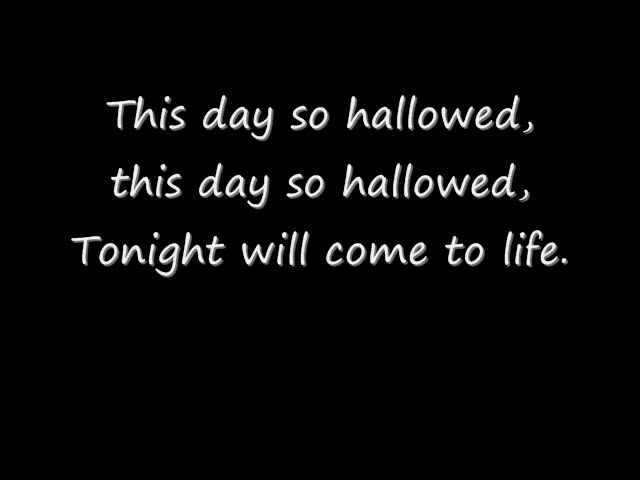 This day so hallowed,
this day so hallowed,
Tonight will come to life.